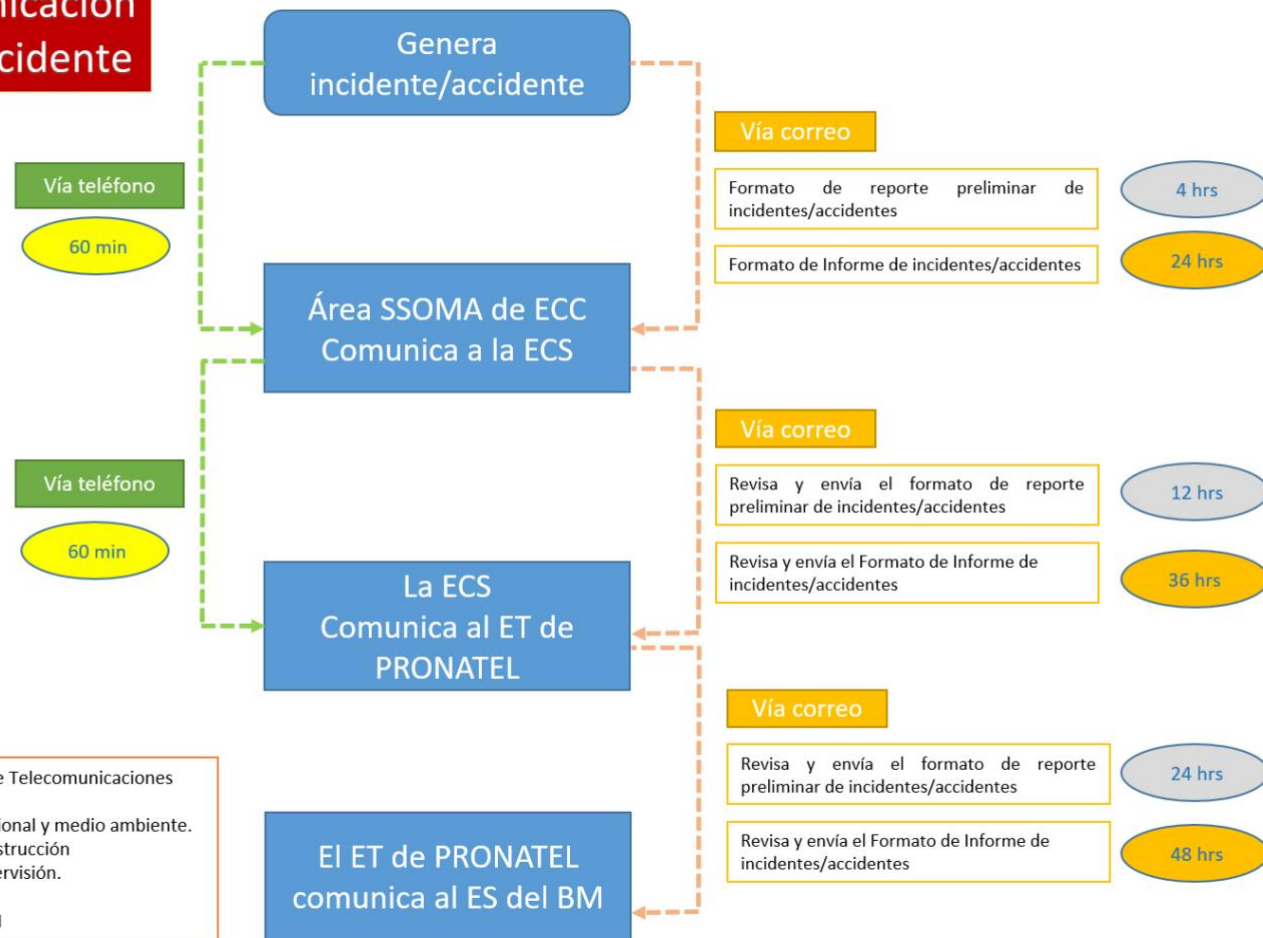 Genera
incidente/accidente
Vía correo
Formato de reporte preliminar de
incidentes/accidentes
4 hrs
Vía teléfono
60 min
Formato de Informe de incidentes/accidentes
24 hrs
Área SSOMA de ECC
Comunica a la ECS
Vía correo
Revisa y envía el formato de reporte
preliminar de incidentes/accidentes
12 hrs
Vía teléfono
60 min
Revisa y envía el Formato de Informe de
incidentes/accidentes
36 hrs
La ECS
Comunica al ET de
PRONATEL
Vía correo
Revisa y envía el formato de reporte
preliminar de incidentes/accidentes
24 hrs
Revisa y envía el Formato de Informe de
incidentes/accidentes
48 hrs
Telecomunicaciones
y medio ambiente.
El ET de PRONATEL
comunica al ES del BM